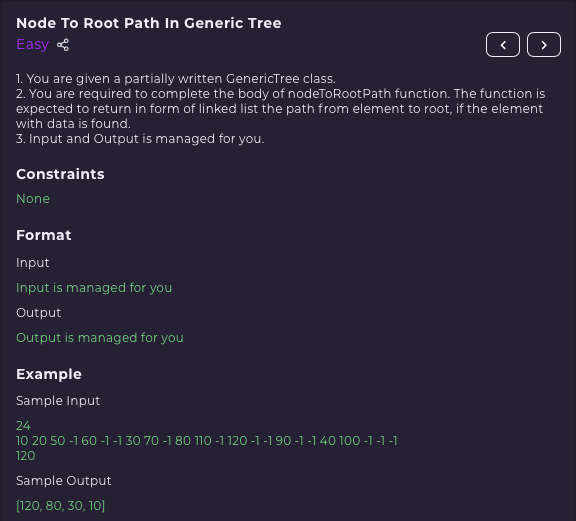 Node To Root Path In Generic Tree
Easy
1. You are given a partially written GenericTree class.
2. You are required to complete the body of nodeToRootPath function. The function is
expected to return in form of linked list the path from element to root, if the element
with data is found.
3. Input and Output is managed for you.
Constraints
None
Format
Input
Input is managed for you
Output
Output is managed for you
Example
Sample Input
24
10 20 50 -1 60 -1 -1 30 70 -1 80 110 -1 120 -1 -1 90 -1 -1 40 100 -1 -1 -1
120
Sample Output
[120, 80, 30, 10]